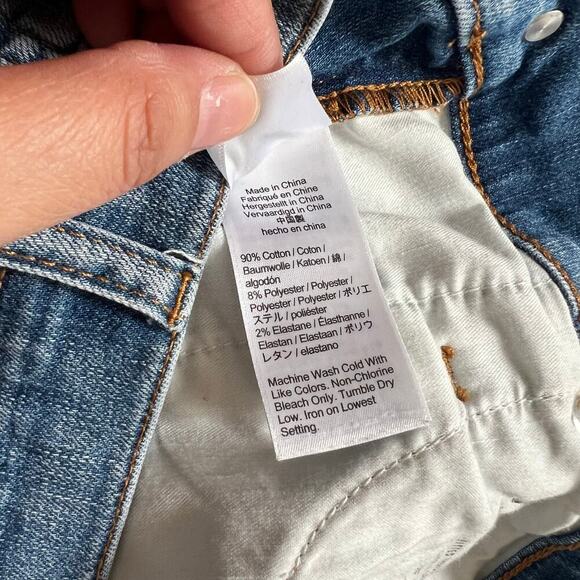 Made in China
Fabriqué en Chine
Hergestellt in China
Vervaardigd in China
中国製
hecho en china
90% Cotton / Coton /
Baumwolle / Katoen / 綿 /
algodón
8% Polyester / Polyester /
Polyester / Polyester / ポリエ
ステル / poliéster
2% Elastane / Élasthanne /
Elastan / Elastaan / ポリウ
レタン / elastano
Machine Wash Cold With
Like Colors. Non-Chlorine
Bleach Only. Tumble Dry
Low. Iron on Lowest
Setting.